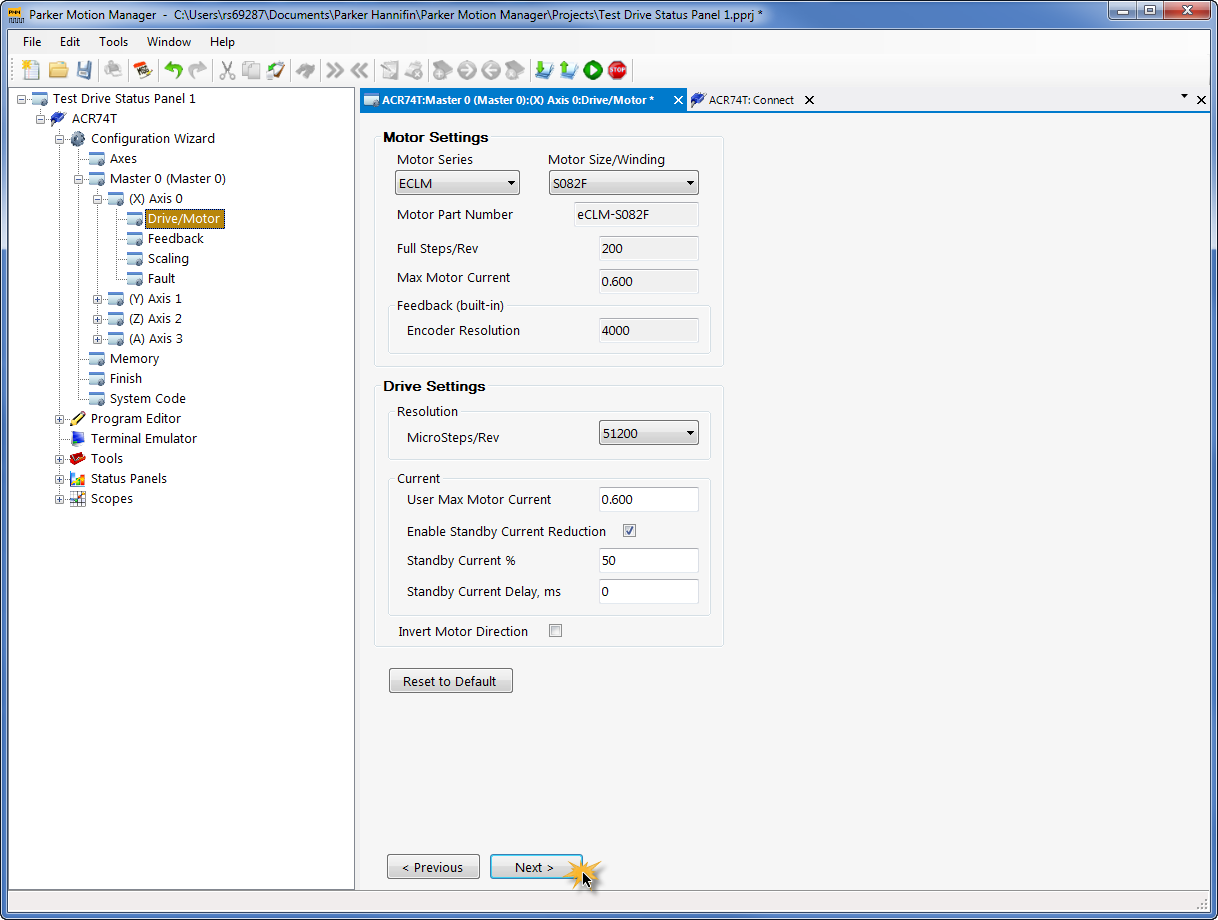 Parker Motion Manager - C:\Users\rs69287\Documents\Parker Hannifin\Parker Motion Manager\Projects\Test Drive Status Panel 1.pprj *
File Edit Tools Window Help
STOP
Test Drive Status Panel 1
ACR74T
Configuration Wizard
Axes
Master 0 (Master 0)
(X) Axis 0
Drive/Motor
Feedback
Scaling
Fault
(Y) Axis 1
(Z) Axis 2
(A) Axis 3
Memory
Finish
System Code
Program Editor
Terminal Emulator
Tools
Status Panels
Scopes
ACR74T:Master 0 (Master 0):(X) Axis 0:Drive/Motor *
ACR74T: Connect
Motor Settings
Motor Series Motor Size/Winding
ECLM S082F
Motor Part Number eCLM-S082F
Full Steps/Rev 200
Max Motor Current 0.600
Feedback (built-in)
Encoder Resolution 4000
Drive Settings
Resolution
MicroSteps/Rev 51200
Current
User Max Motor Current 0.600
Enable Standby Current Reduction
Standby Current % 50
Standby Current Delay, ms 0
Invert Motor Direction
Reset to Default
< Previous Next >